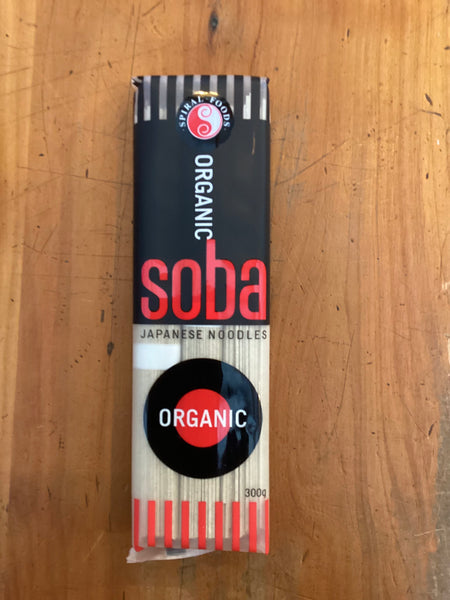 SPIRAL FOODS
ORGANIC
soba
JAPANESE NOODLES
ORGANIC
300g